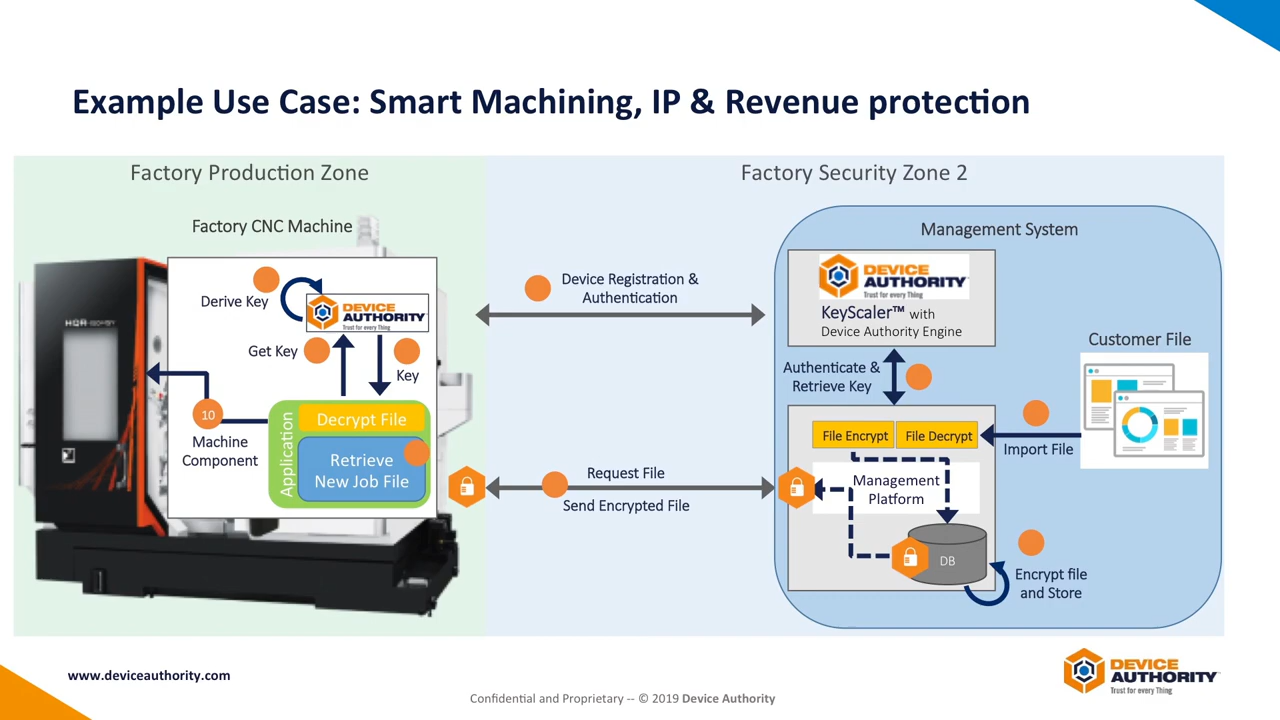 Example Use Case: Smart Machining, IP & Revenue protection
Factory Production Zone
Factory Security Zone 2
Factory CNC Machine
Management System
Derive Key
DEVICE
AUTHORITY
Trust for every Thing
Get Key
Key
Application
Decrypt File
Retrieve
New Job File
10
Machine
Component
Device Registration &
Authentication
Request File
Send Encrypted File
DEVICE
AUTHORITY
Trust for every Thing
KeyScaler™ with
Device Authority Engine
Authenticate &
Retrieve Key
Customer File
File Encrypt
File Decrypt
Import File
Management
Platform
DB
Encrypt file
and Store
www.deviceauthority.com
Confidential and Proprietary -- © 2019 Device Authority
DEVICE
AUTHORITY
Trust for every Thing